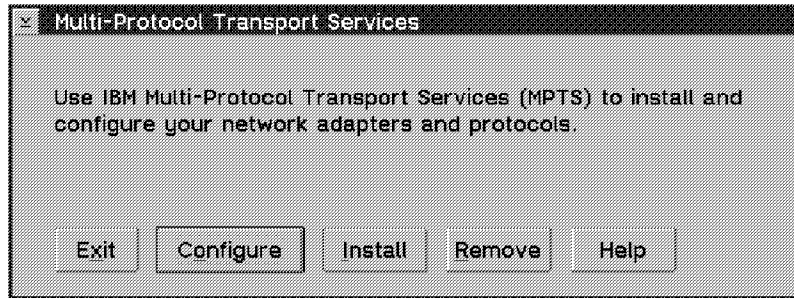 Multi-Protocol Transport Services
Use IBM Multi-Protocol Transport Services (MPTS) to install and
configure your network adapters and protocols.
Exit Configure Install Remove Help